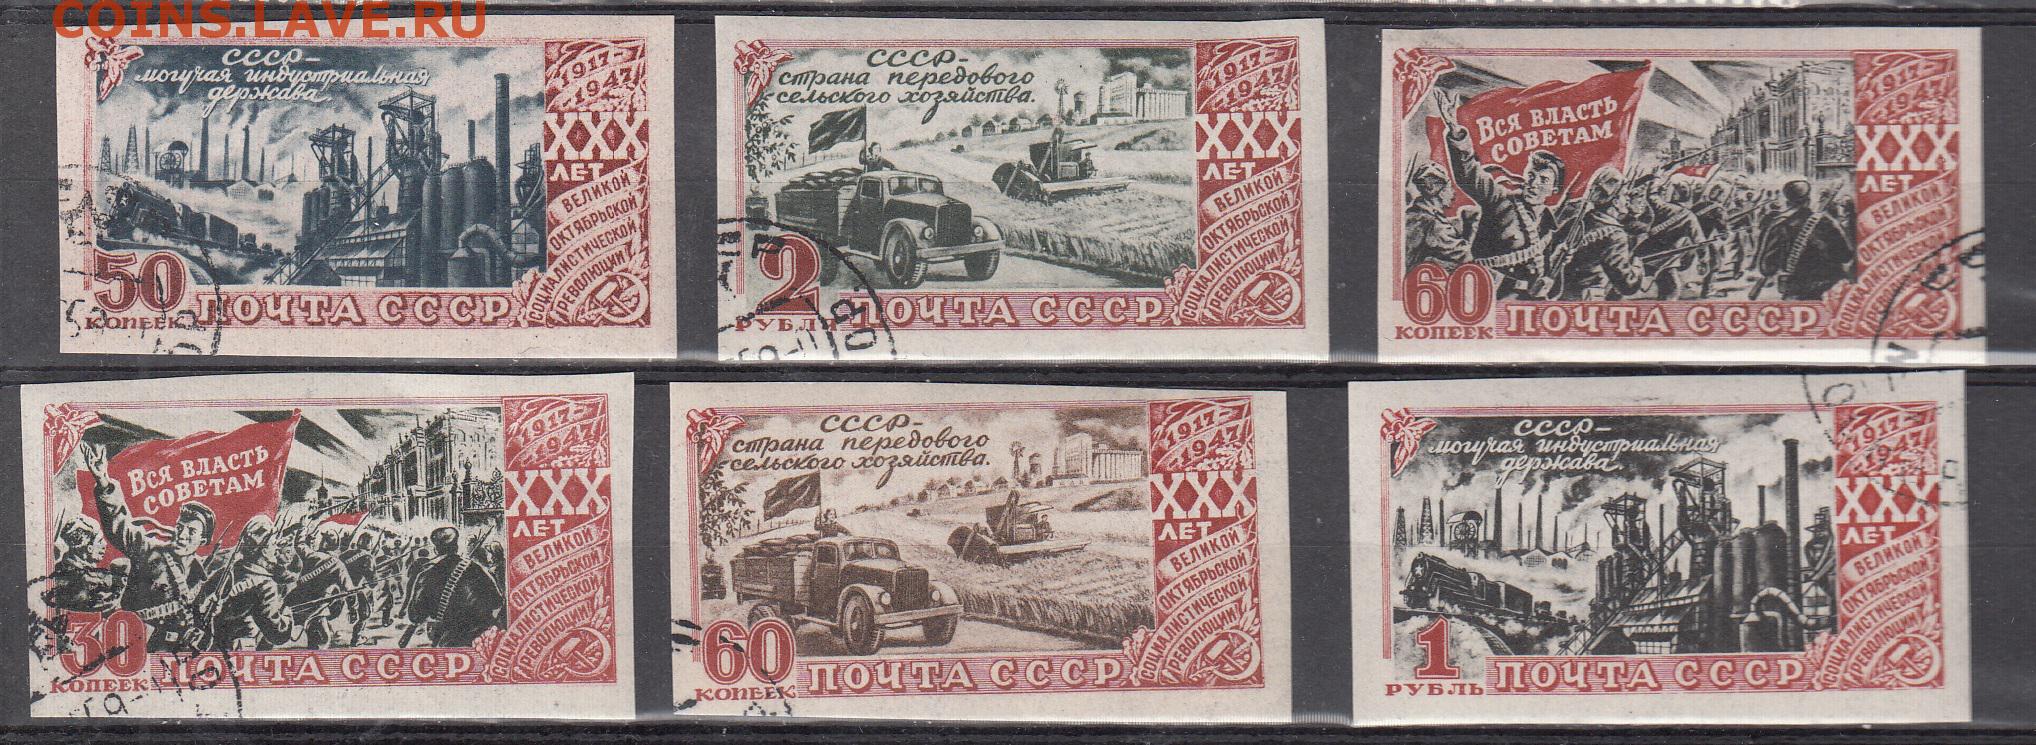 COINS.LAVE.RU
СССР-
могучая индустриальная
держава.
1917-
-1947
XXX
ЛЕТ
ВЕЛИКОЙ
ОКТЯБРЬСКОЙ
СОЦИАЛИСТИЧЕСКОЙ
РЕВОЛЮЦИИ!
50
КОПЕЕК
ПОЧТА СССР
СССР-
страна передового
сельского хозяйства.
1917-
-1947
XXX
ЛЕТ
ВЕЛИКОЙ
ОКТЯБРЬСКОЙ
СОЦИАЛИСТИЧЕСКОЙ
РЕВОЛЮЦИИ!
2
РУБЛЯ
ПОЧТА СССР
ВСЯ ВЛАСТЬ
СОВЕТАМ
1917-
-1947
XXX
ЛЕТ
ВЕЛИКОЙ
ОКТЯБРЬСКОЙ
СОЦИАЛИСТИЧЕСКОЙ
РЕВОЛЮЦИИ!
60
КОПЕЕК
ПОЧТА СССР
ВСЯ ВЛАСТЬ
СОВЕТАМ
1917-
-1947
XXX
ЛЕТ
ВЕЛИКОЙ
ОКТЯБРЬСКОЙ
СОЦИАЛИСТИЧЕСКОЙ
РЕВОЛЮЦИИ!
30
КОПЕЕК
ПОЧТА СССР
СССР-
страна передового
сельского хозяйства.
1917-
-1947
XXX
ЛЕТ
ВЕЛИКОЙ
ОКТЯБРЬСКОЙ
СОЦИАЛИСТИЧЕСКОЙ
РЕВОЛЮЦИИ!
60
КОПЕЕК
ПОЧТА СССР
СССР-
могучая индустриальная
держава.
1917-
-1947
XXX
ЛЕТ
ВЕЛИКОЙ
ОКТЯБРЬСКОЙ
СОЦИАЛИСТИЧЕСКОЙ
РЕВОЛЮЦИИ!
1
РУБЛЬ
ПОЧТА СССР